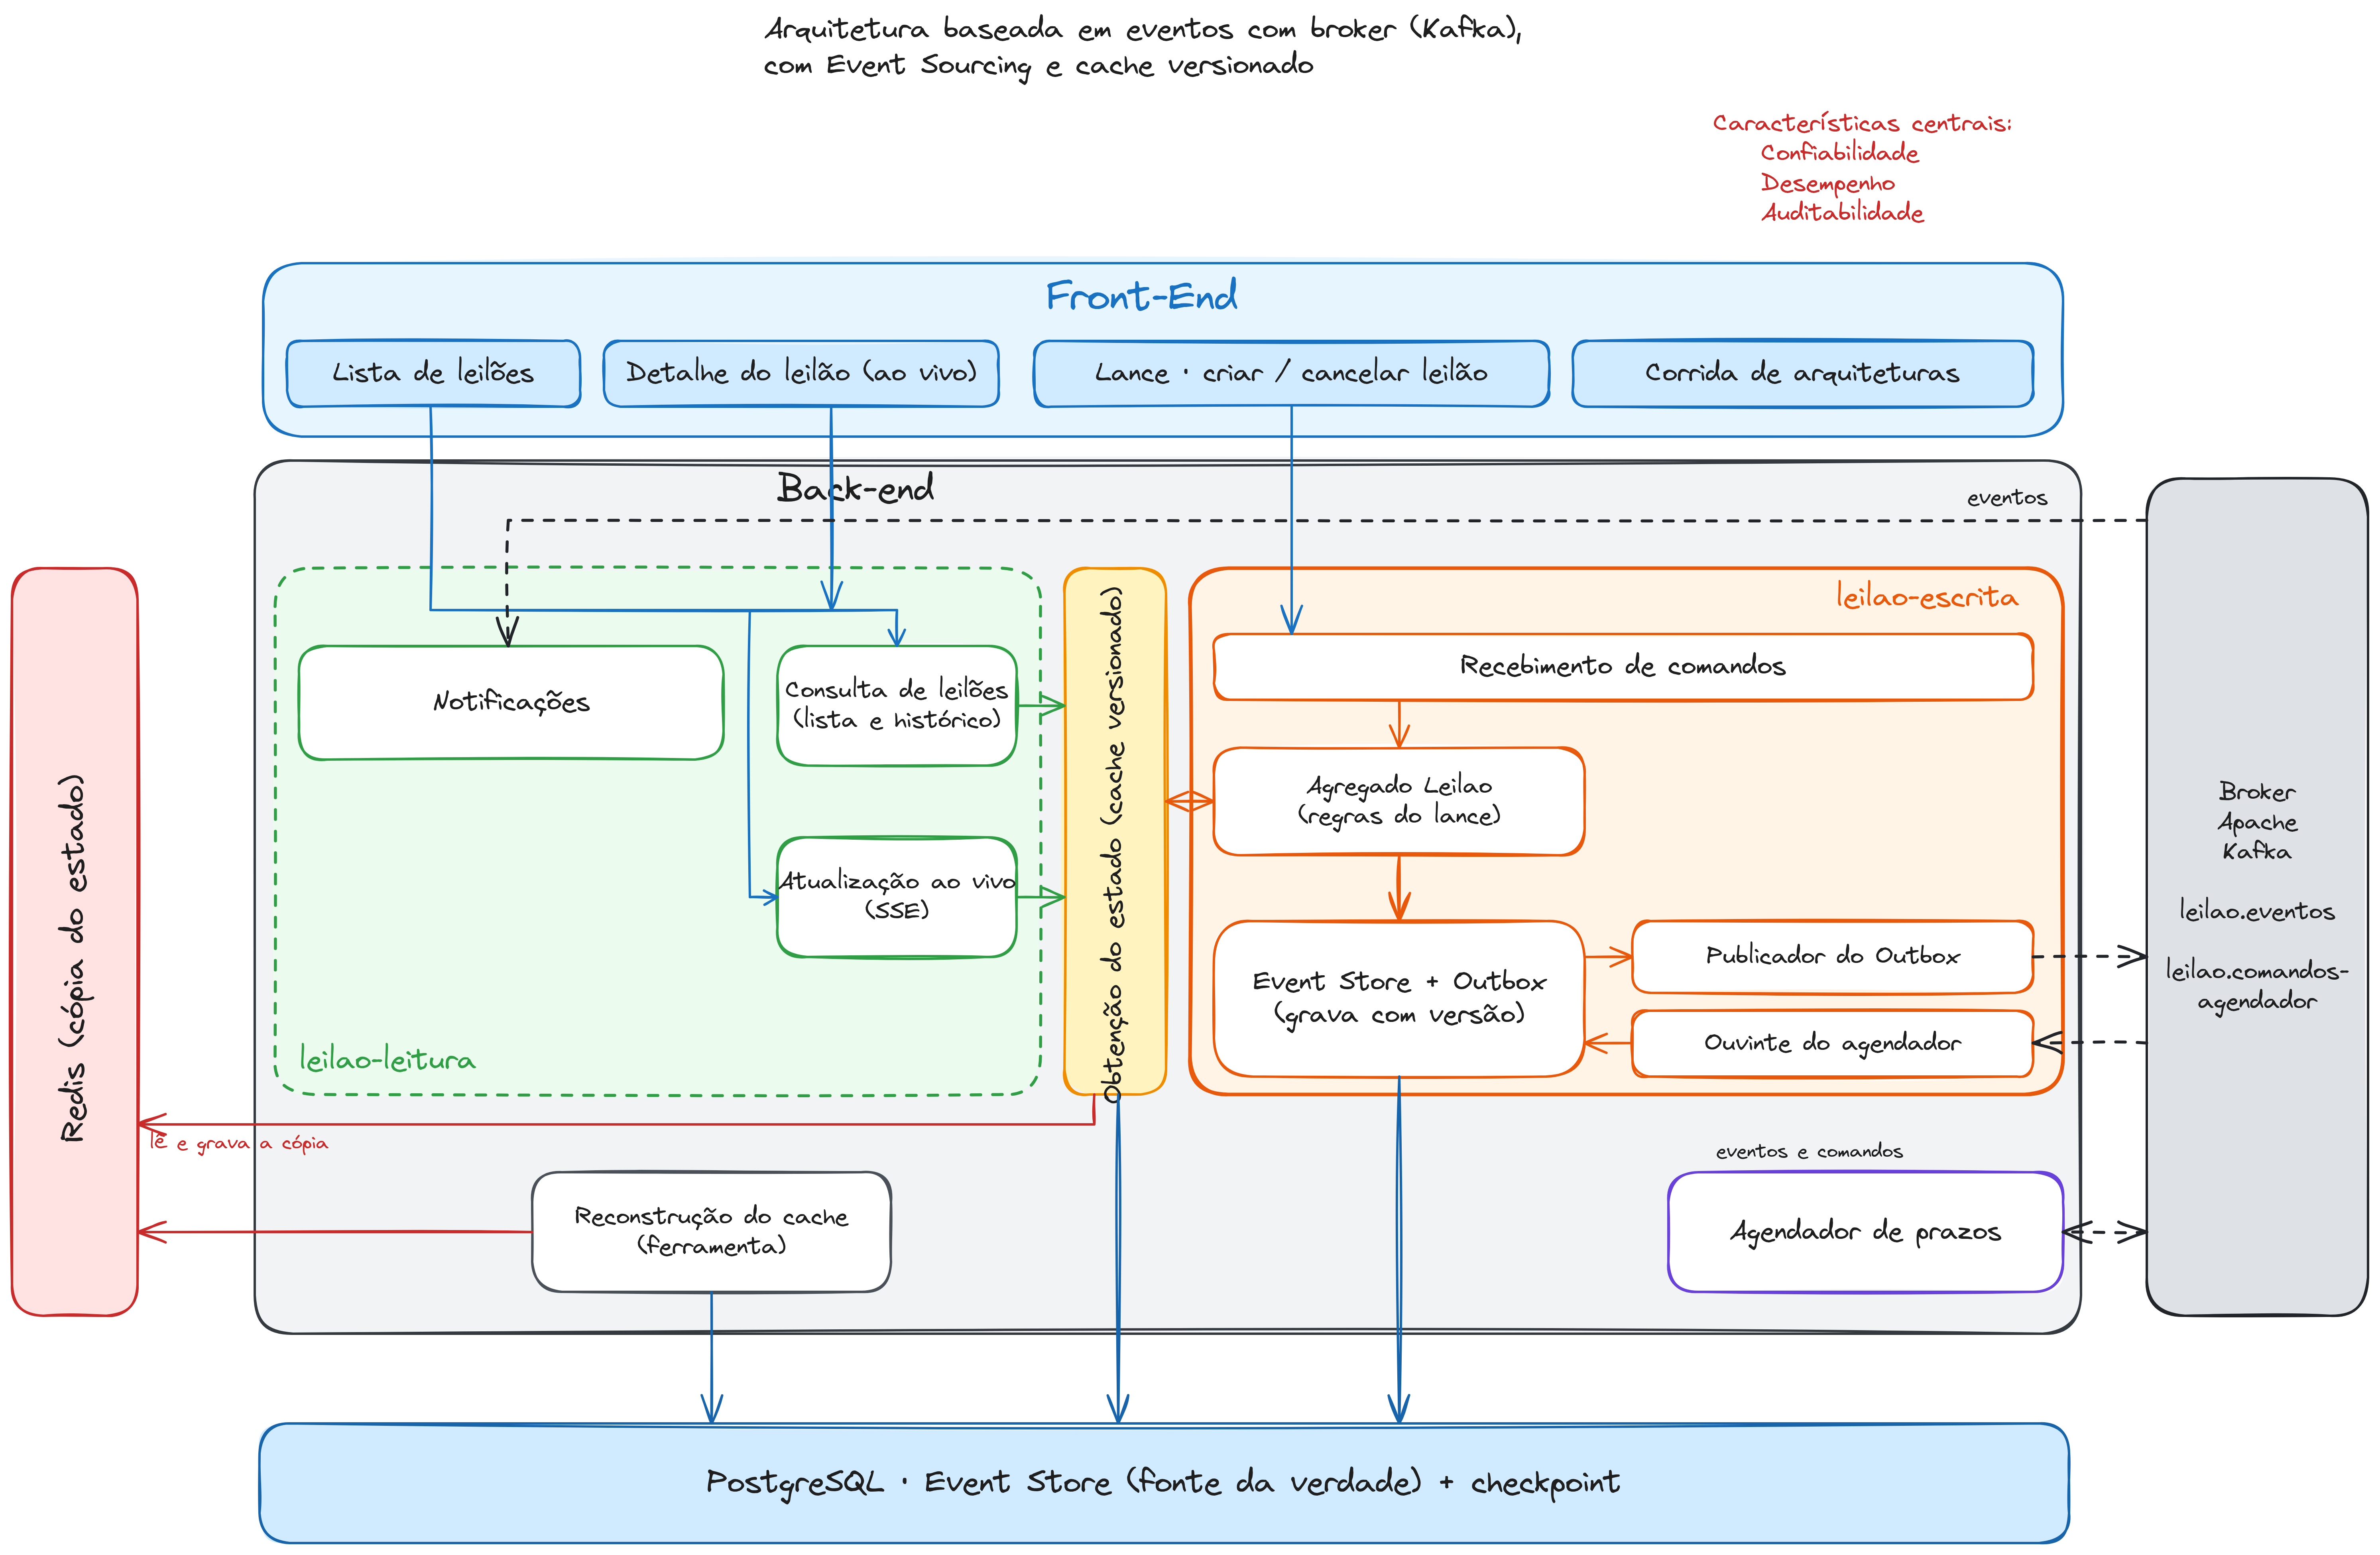 Arquitetura baseada em eventos com broker (Kafka),
com Event Sourcing e cache versionado
Características centrais:
Confiabilidade
Desempenho
Auditabilidade
Front-End
Lista de leilões
Detalhe do leilão (ao vivo)
Lance · criar / cancelar leilão
Corrida de arquiteturas
Back-end
eventos
leilao-escrita
Recebimento de comandos
Notificações
Consulta de leilões
(lista e histórico)
Obtenção do estado (cache versionado)
Agregado Leilao
(regras do lance)
Atualização ao vivo
(SSE)
Event Store + Outbox
(grava com versão)
Publicador do Outbox
Ouvinte do agendador
leilao-leitura
Broker
Apache
Kafka
leilao.eventos
leilao.comandos-
agendador
Redis (cópia do estado)
lê e grava a cópia
Reconstrução do cache
(ferramenta)
eventos e comandos
Agendador de prazos
PostgreSQL · Event Store (fonte da verdade) + checkpoint